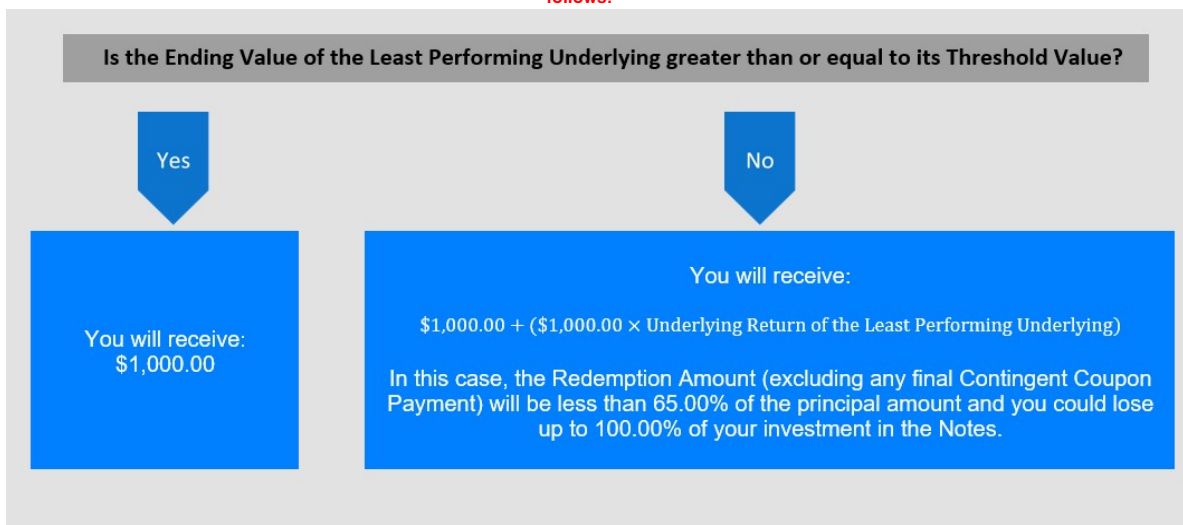 follows:
Is the Ending Value of the Least Performing Underlying greater than or equal to its Threshold Value?
Yes
No
You will receive:
$1,000.00
You will receive:
$1,000.00 + ($1,000.00 × Underlying Return of the Least Performing Underlying)
In this case, the Redemption Amount (excluding any final Contingent Coupon
Payment) will be less than 65.00% of the principal amount and you could lose
up to 100.00% of your investment in the Notes.